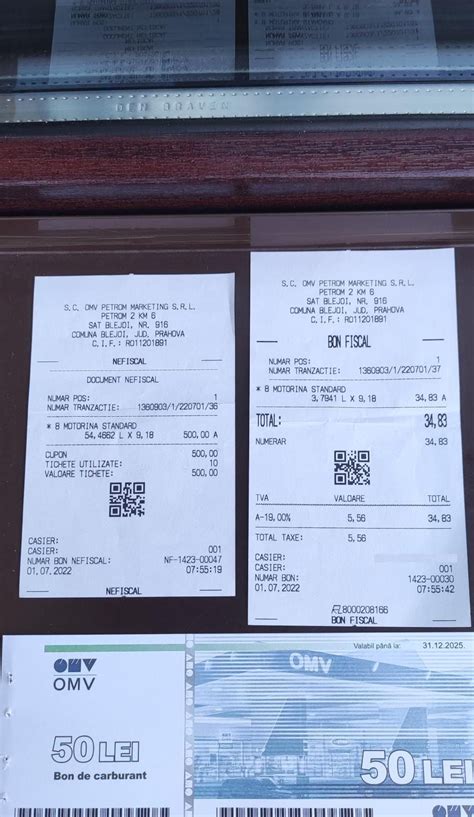 DEN BRAVEN
S.C. OMV PETROM MARKETING S.R.L.
PETROM 2 KM 6
SAT BLEJOI, NR. 916
COMUNA BLEJOI, JUD. PRAHOVA
C.I.F.: RO11201891
NEFISCAL
DOCUMENT NEFISCAL
NUMAR POS: 1
NUMAR TRANZACTIE: 1360903/1/220701/36
* 8 MOTORINA STANDARD
54,4662 L X 9,18 500,00 A
CUPON 500,00
TICHETE UTILIZATE: 10
VALOARE TICHETE: 500,00
CASIER:
CASIER: 001
NUMAR BON NEFISCAL: NF-1423-00047
01.07.2022 07:55:19
NEFISCAL
S.C. OMV PETROM MARKETING S.R.L.
PETROM 2 KM 6
SAT BLEJOI, NR. 916
COMUNA BLEJOI, JUD. PRAHOVA
C.I.F.: RO11201891
BON FISCAL
NUMAR POS: 1
NUMAR TRANZACTIE: 1360903/1/220701/37
* 8 MOTORINA STANDARD
3,7941 L X 9,18 34,83 A
TOTAL: 34,83
NUMERAR 34,83
TVA VALOARE TOTAL
A-19,00% 5,56 34,83
TOTAL TAXE: 5,56
CASIER:
CASIER: 001
NUMAR BON: 1423-00030
01.07.2022 07:55:42
8000208166
BON FISCAL
OMV
50 LEI
Bon de carburant
Valabil până la: 31.12.2025.
OMV
50 LEI